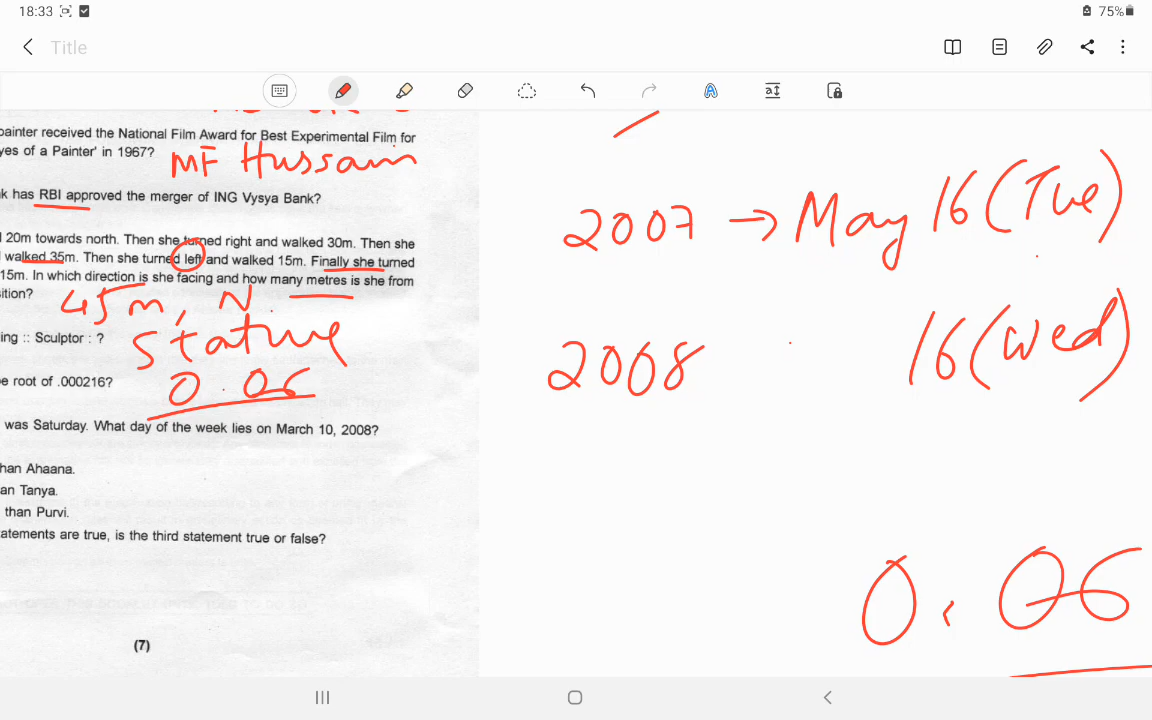 18:33
75%
Title
painter received the National Film Award for Best Experimental Film for
yes of a Painter' in 1967?
MF Hussain
k has RBI approved the merger of ING Vysya Bank?
20m towards north. Then she turned right and walked 30m. Then she
walked 35m. Then she turned left and walked 15m. Finally she turned
15m. In which direction is she facing and how many metres is she from
ition?
45m, N.
ing :: Sculptor : ?
Statue
e root of .000216?
0.06
was Saturday. What day of the week lies on March 10, 2008?
han Ahaana.
an Tanya.
than Purvi.
atements are true, is the third statement true or false?
(7)
2007 → May 16 (Tue)
2008 16 (Wed)
0.06